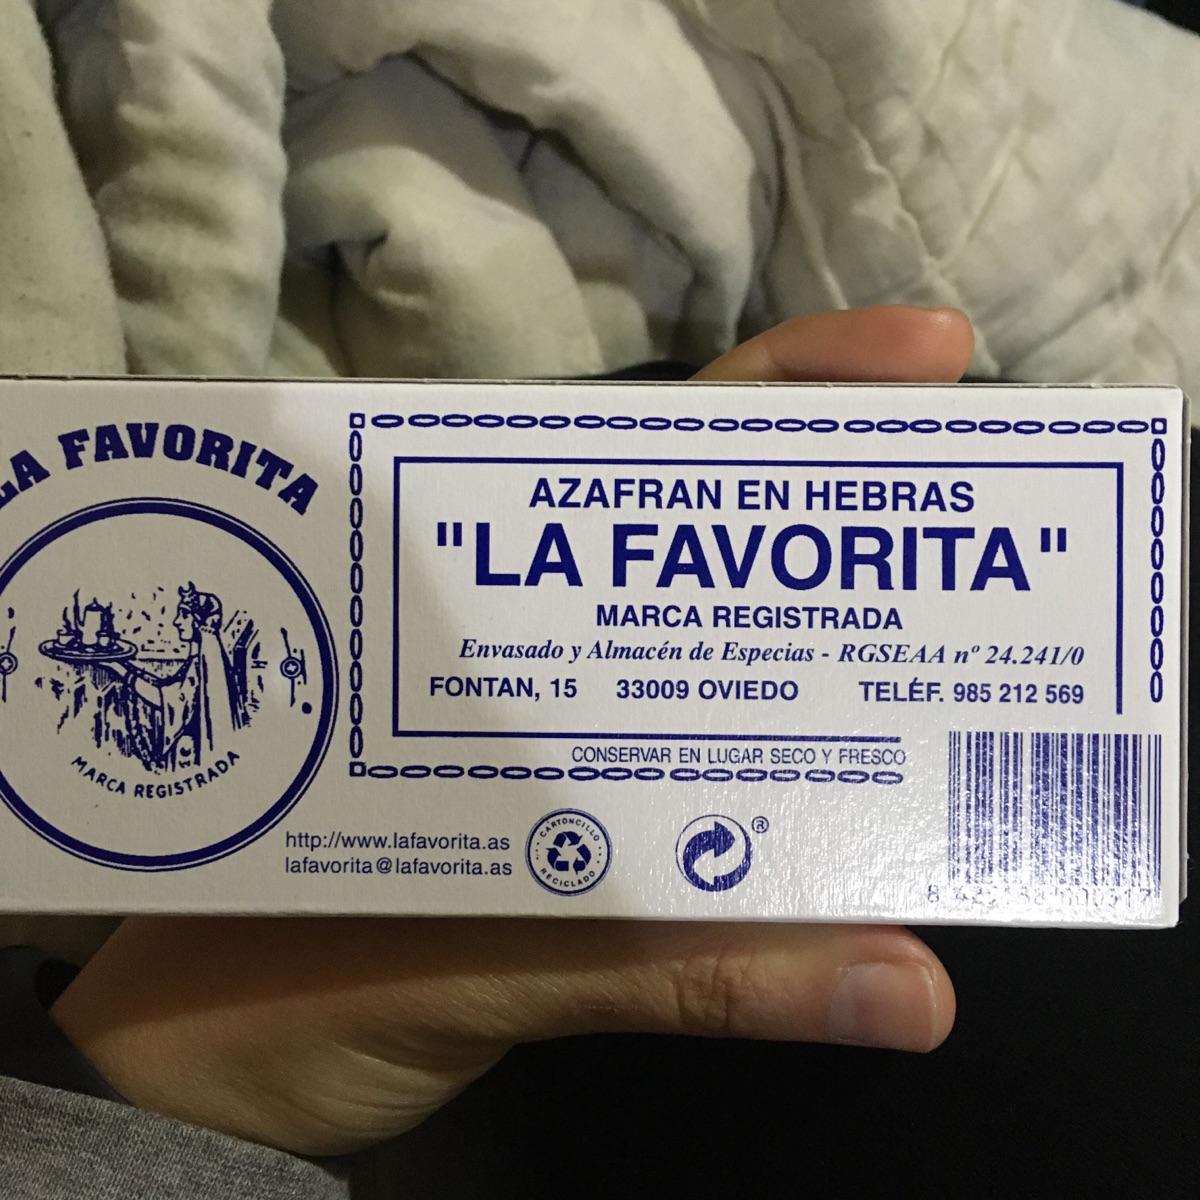 LA FAVORITA
MARCA REGISTRADA
AZAFRAN EN HEBRAS
"LA FAVORITA"
MARCA REGISTRADA
Envasado y Almacén de Especias - RGSEAA nº 24.241/0
FONTAN, 15 33009 OVIEDO TELÉF. 985 212 569
CONSERVAR EN LUGAR SECO Y FRESCO
http://www.lafavorita.as
lafavorita@lafavorita.as
CARTONCILLO
RECICLADO
®
8